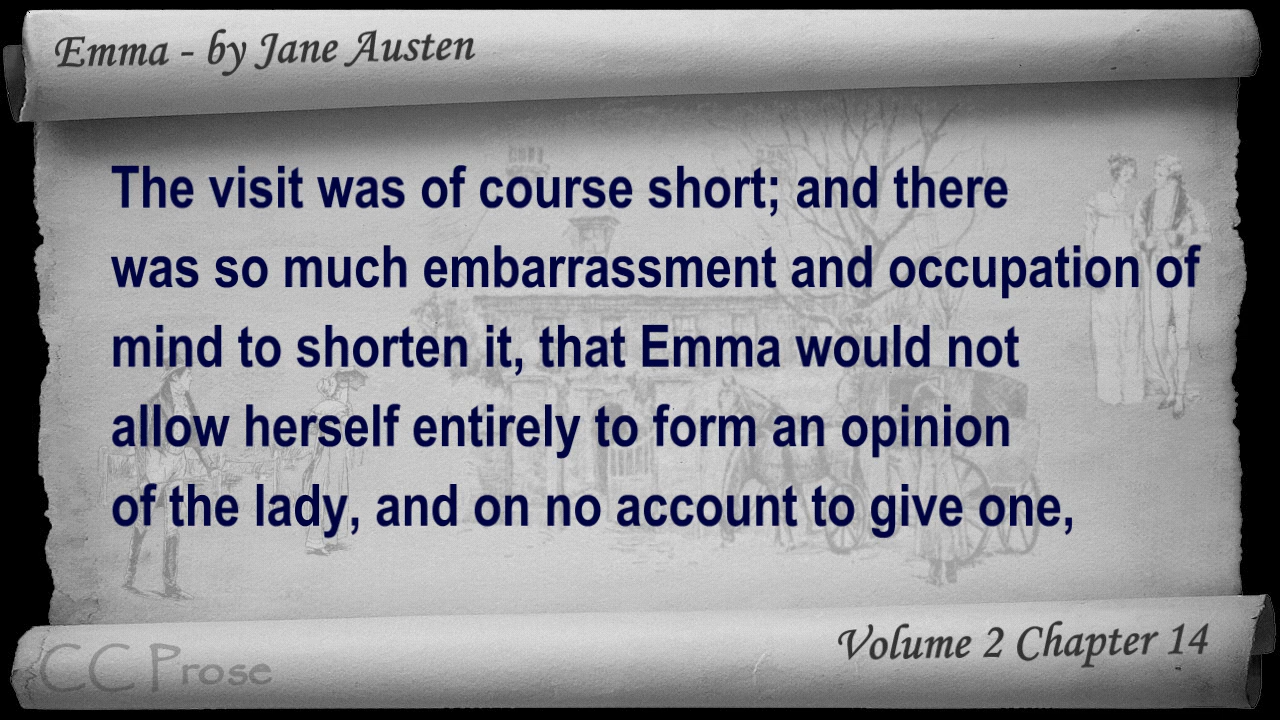 Emma - by Jane Austen
The visit was of course short; and there
was so much embarrassment and occupation of
mind to shorten it, that Emma would not
allow herself entirely to form an opinion
of the lady, and on no account to give one,
Volume 2 Chapter 14
CC Prose